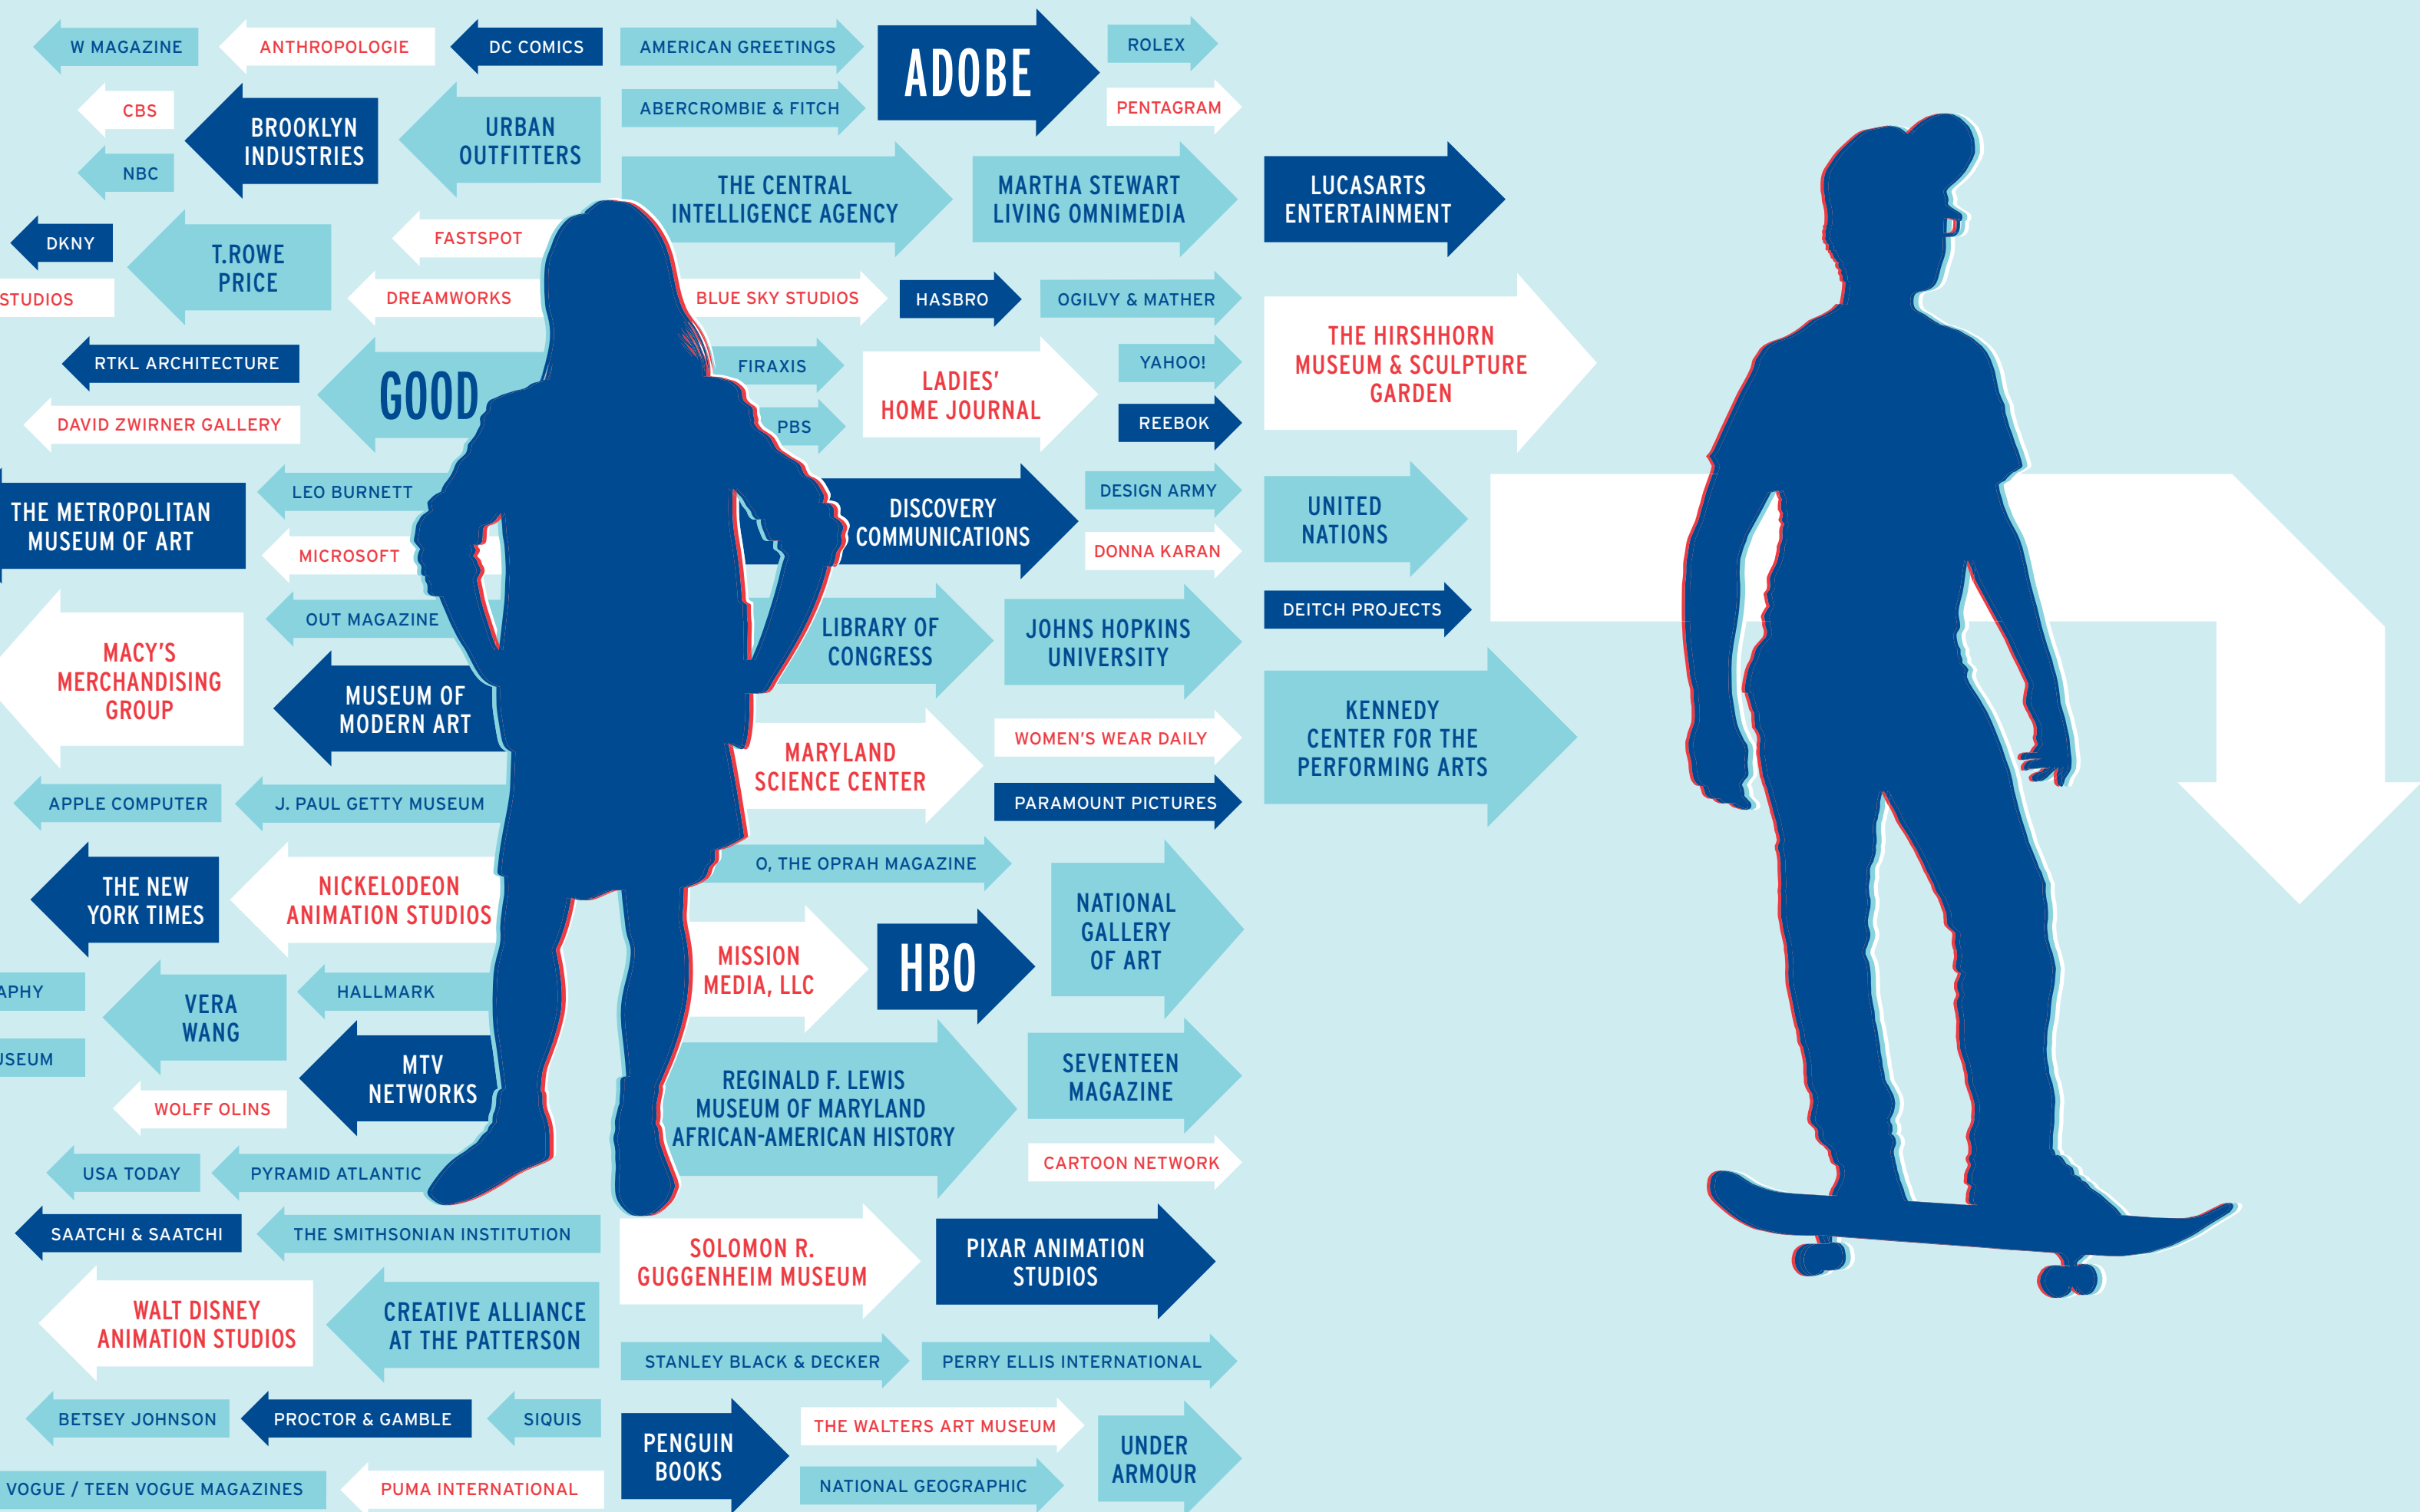 W MAGAZINE
ANTHROPOLOGIE
DC COMICS
AMERICAN GREETINGS
ADOBE
ROLEX
CBS
BROOKLYN
INDUSTRIES
URBAN
OUTFITTERS
ABERCROMBIE & FITCH
PENTAGRAM
NBC
THE CENTRAL
INTELLIGENCE AGENCY
MARTHA STEWART
LIVING OMNIMEDIA
LUCASARTS
ENTERTAINMENT
DKNY
T.ROWE
PRICE
FASTSPOT
STUDIOS
DREAMWORKS
BLUE SKY STUDIOS
HASBRO
OGILVY & MATHER
THE HIRSHHORN
MUSEUM & SCULPTURE
GARDEN
RTKL ARCHITECTURE
GOOD
FIRAXIS
LADIES'
HOME JOURNAL
YAHOO!
DAVID ZWIRNER GALLERY
PBS
REEBOK
THE METROPOLITAN
MUSEUM OF ART
LEO BURNETT
DISCOVERY
COMMUNICATIONS
DESIGN ARMY
UNITED
NATIONS
MICROSOFT
DONNA KARAN
OUT MAGAZINE
LIBRARY OF
CONGRESS
JOHNS HOPKINS
UNIVERSITY
DEITCH PROJECTS
MACY'S
MERCHANDISING
GROUP
MUSEUM OF
MODERN ART
MARYLAND
SCIENCE CENTER
WOMEN'S WEAR DAILY
KENNEDY
CENTER FOR THE
PERFORMING ARTS
APPLE COMPUTER
J. PAUL GETTY MUSEUM
PARAMOUNT PICTURES
THE NEW
YORK TIMES
NICKELODEON
ANIMATION STUDIOS
O, THE OPRAH MAGAZINE
NATIONAL
GALLERY
OF ART
MISSION
MEDIA, LLC
HBO
APHY
VERA
WANG
HALLMARK
USEUM
MTV
NETWORKS
REGINALD F. LEWIS
MUSEUM OF MARYLAND
AFRICAN-AMERICAN HISTORY
SEVENTEEN
MAGAZINE
WOLFF OLINS
CARTOON NETWORK
USA TODAY
PYRAMID ATLANTIC
SAATCHI & SAATCHI
THE SMITHSONIAN INSTITUTION
SOLOMON R.
GUGGENHEIM MUSEUM
PIXAR ANIMATION
STUDIOS
WALT DISNEY
ANIMATION STUDIOS
CREATIVE ALLIANCE
AT THE PATTERSON
STANLEY BLACK & DECKER
PERRY ELLIS INTERNATIONAL
BETSEY JOHNSON
PROCTOR & GAMBLE
SIQUIS
PENGUIN
BOOKS
THE WALTERS ART MUSEUM
UNDER
ARMOUR
VOGUE / TEEN VOGUE MAGAZINES
PUMA INTERNATIONAL
NATIONAL GEOGRAPHIC